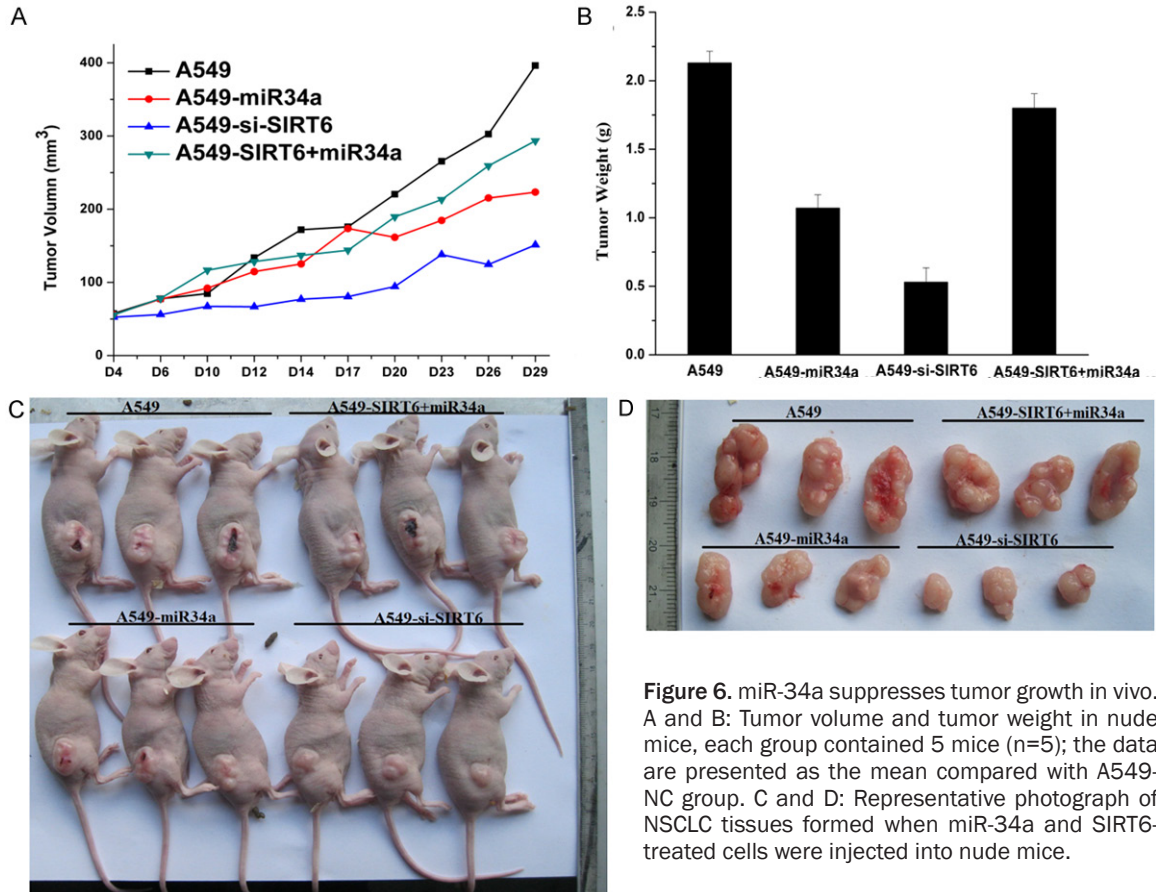 A
Tumor Volumn (mm³)
400
300
200
100
0
A549
A549-miR34a
A549-si-SIRT6
A549-SIRT6+miR34a
D4 D6 D10 D12 D14 D17 D20 D23 D26 D29
B
Tumor Weight (g)
2.5
2.0
1.5
1.0
0.5
0.0
A549 A549-miR34a A549-si-SIRT6 A549-SIRT6+miR34a
C
A549 A549-SIRT6+miR34a
A549-miR34a A549-si-SIRT6
D
17
18
19
20
21
A549 A549-SIRT6+miR34a
A549-miR34a A549-si-SIRT6
Figure 6. miR-34a suppresses tumor growth in vivo.
A and B: Tumor volume and tumor weight in nude
mice, each group contained 5 mice (n=5); the data
are presented as the mean compared with A549-
NC group. C and D: Representative photograph of
NSCLC tissues formed when miR-34a and SIRT6-
treated cells were injected into nude mice.